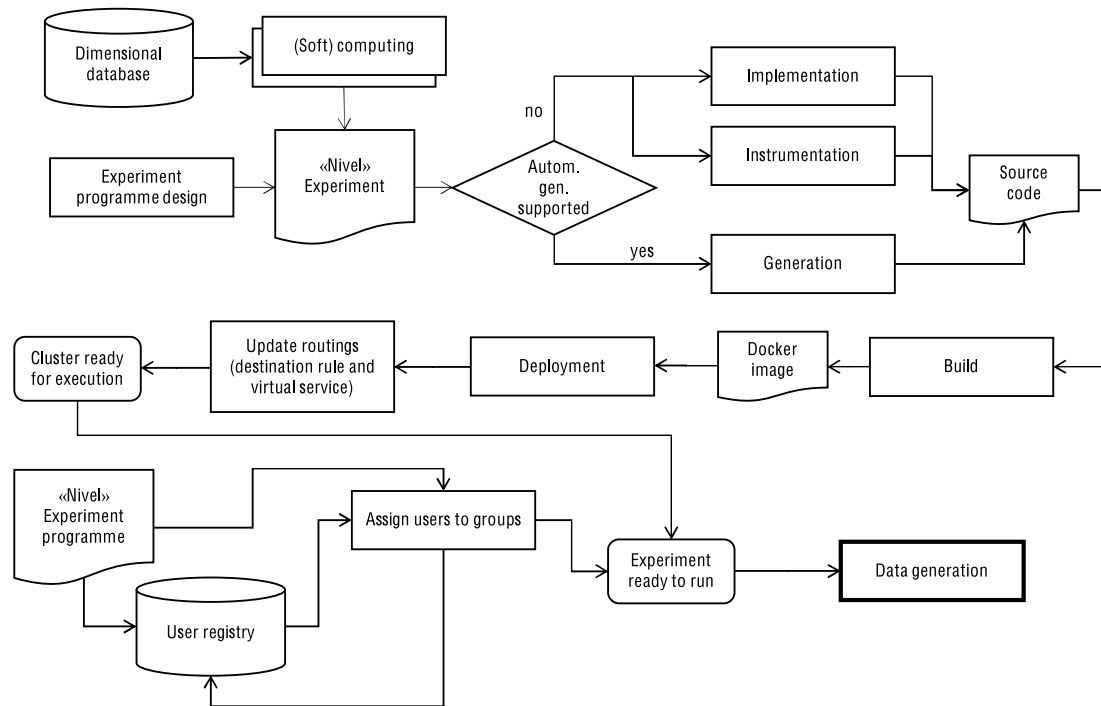 Dimensional
database
(Soft) computing
Experiment
programme design
«Nivel»
Experiment
Autom.
gen.
supported
no
yes
Implementation
Instrumentation
Generation
Source
code
Cluster ready
for execution
Update routings
(destination rule and
virtual service)
Deployment
Docker
image
Build
«Nivel»
Experiment
programme
User registry
Assign users to groups
Experiment
ready to run
Data generation